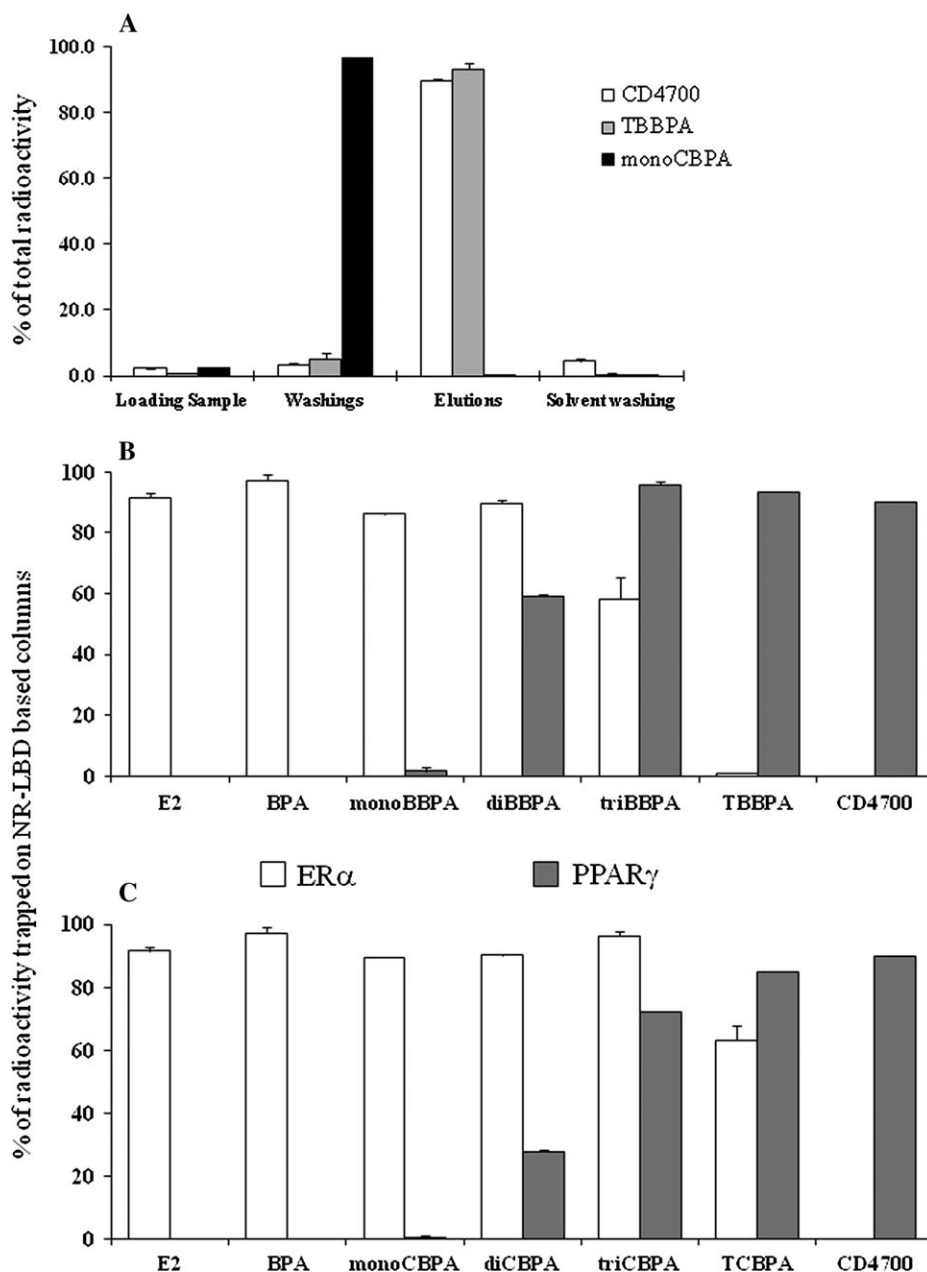 A
% of total radioactivity
100.0
80.0
60.0
40.0
20.0
0.0
CD4700
TBBPA
monoCBPA
Loading Sample Washings Elutions Solvent washing
% of radioactivity trapped on NR-LBD based columns
B
100
80
60
40
20
0
E2 BPA monoBBPA diBBPA triBBPA TBBPA CD4700
ERα PPARγ
C
100
80
60
40
20
0
E2 BPA monoCBPA diCBPA triCBPA TCBPA CD4700